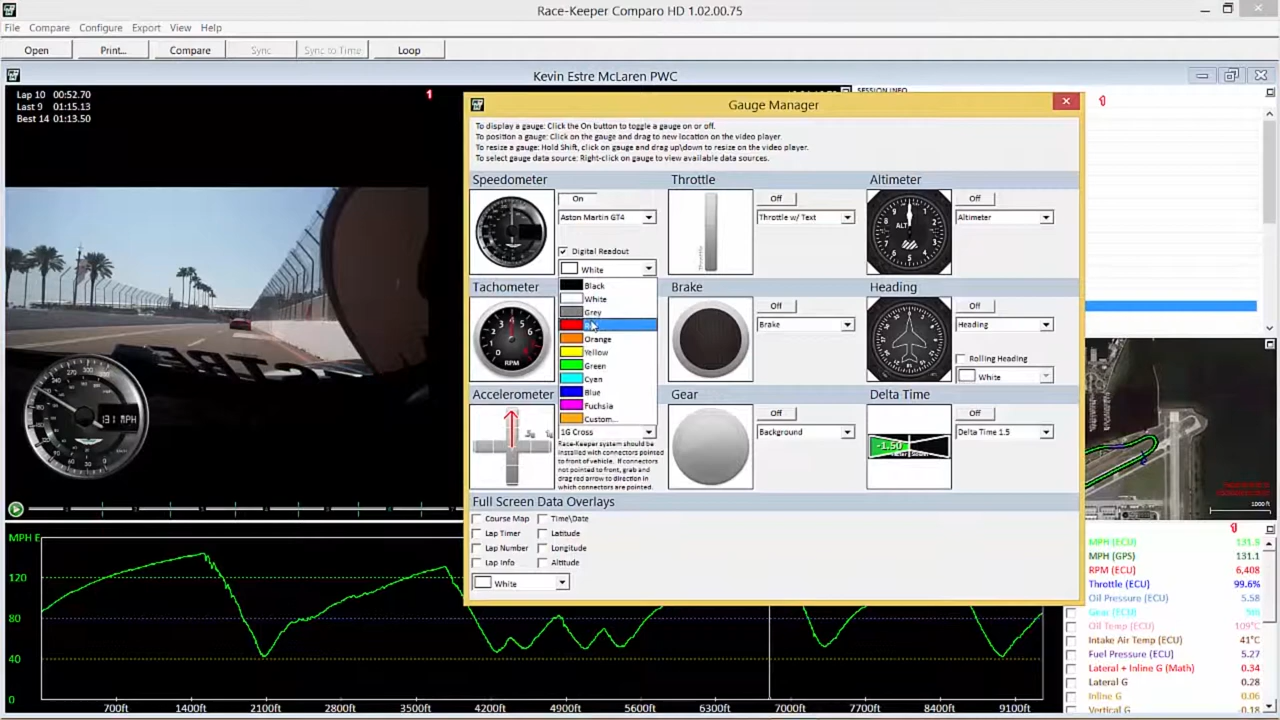 Race-Keeper Comparo HD 1.02.00.75
File Compare Configure Export View Help
Open Print... Compare Sync Sync to Time Loop
Kevin Estre McLaren PWC
Lap 10 00:52.70
Last 9 01:15.13
Best 14 01:13.50
1
SESSION INFO
Gauge Manager
To display a gauge: Click the On button to toggle a gauge on or off.
To position a gauge: Click on the gauge and drag to new location on the video player.
To resize a gauge: Hold Shift, click on gauge and drag up\down to resize on the video player.
To select gauge data source: Right-click on gauge to view available data sources.
Speedometer
On
Aston Martin GT4
Digital Readout
White
Black
White
Grey
Orange
Yellow
Green
Cyan
Blue
Fuchsia
Custom...
Throttle
Off
Throttle w/ Text
Throttle
Altimeter
Off
Altimeter
ALT
Tachometer
RPM
Brake
Off
Brake
Heading
Off
Heading
Rolling Heading
White
Accelerometer
1G Cross
Race-Keeper system should be
installed with connectors pointed
to front of vehicle. If connectors
not pointed to front, grab and
drag red arrow to direction in
which connectors are pointed.
Gear
Off
Background
Delta Time
Off
Delta Time 1.5
-1.50
Full Screen Data Overlays
Course Map Time\Date
Lap Timer Latitude
Lap Number Longitude
Lap Info Altitude
White
131 MPH
1000 ft
MPH E
120
80
40
0
700ft 1400ft 2100ft 2800ft 3500ft 4200ft 4900ft 5600ft 6300ft 7000ft 7700ft 8400ft 9100ft
MPH (ECU) 131.9
MPH (GPS) 131.1
RPM (ECU) 6,408
Throttle (ECU) 99.6%
Oil Pressure (ECU) 5.58
Gear (ECU) 5th
Oil Temp (ECU) 109°C
Intake Air Temp (ECU) 41°C
Fuel Pressure (ECU) 5.27
Lateral + Inline G (Math) 0.34
Lateral G 0.28
Inline G 0.06
Vertical G -0.18